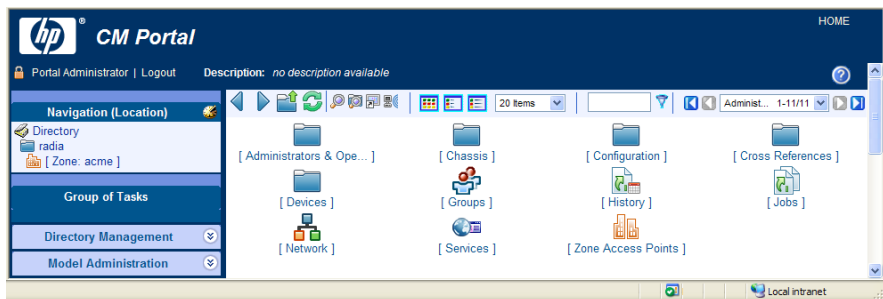 hp
CM Portal
HOME
Portal Administrator | Logout
Description: no description available
Navigation (Location)
Directory
radia
[ Zone: acme ]
Group of Tasks
Directory Management
Model Administration
20 Items
Administ... 1-11/11
[ Administrators & Ope... ]
[ Chassis ]
[ Configuration ]
[ Cross References ]
[ Devices ]
[ Groups ]
[ History ]
[ Jobs ]
[ Network ]
[ Services ]
[ Zone Access Points ]
Local intranet